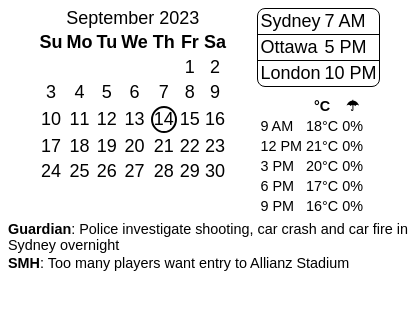 September 2023
Su Mo Tu We Th Fr Sa
1 2
3 4 5 6 7 8 9
10 11 12 13 14 15 16
17 18 19 20 21 22 23
24 25 26 27 28 29 30
Sydney 7 AM
Ottawa 5 PM
London 10 PM
°C ☂
9 AM 18°C 0%
12 PM 21°C 0%
3 PM 20°C 0%
6 PM 17°C 0%
9 PM 16°C 0%
Guardian: Police investigate shooting, car crash and car fire in
Sydney overnight
SMH: Too many players want entry to Allianz Stadium